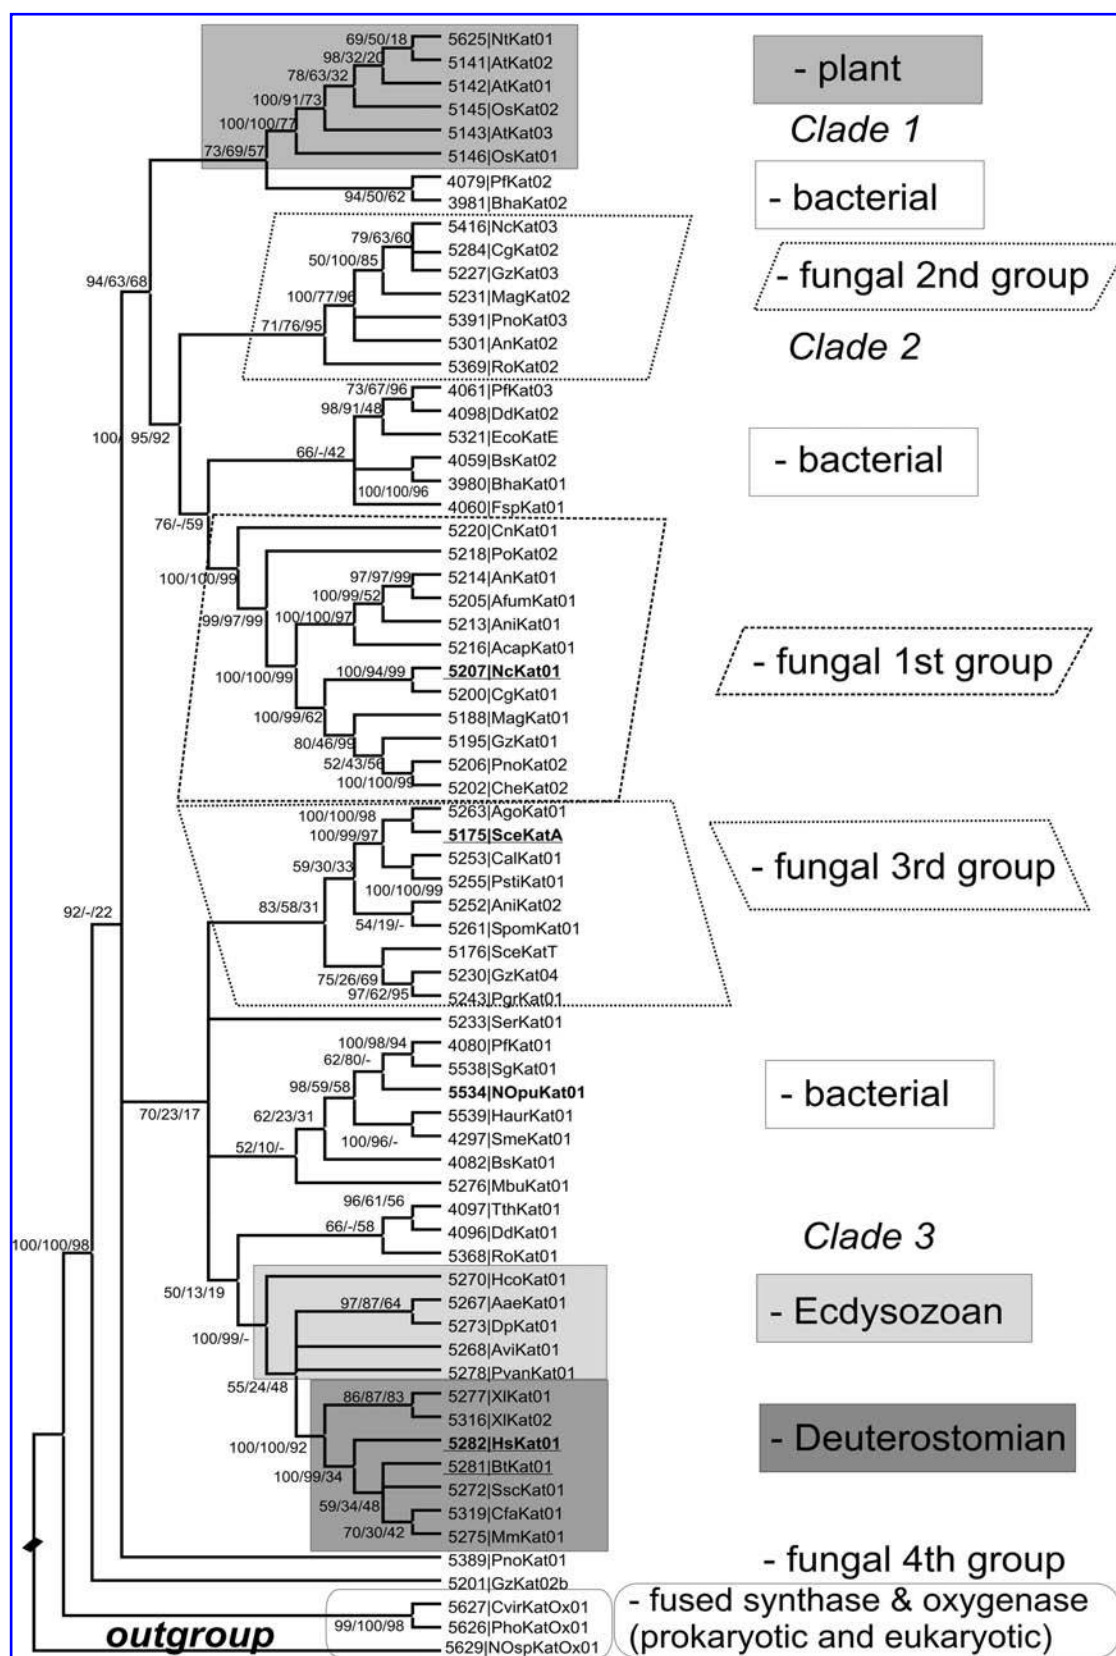 69/50/18
5625|NtKat01
98/32/20
5141|AtKat02
- plant
78/63/32
5142|AtKat01
100/91/73
5145|OsKat02
Clade 1
100/100/77
5143|AtKat03
73/69/57
5146|OsKat01
4079|PfKat02
94/50/62
3981|BhaKat02
- bacterial
5416|NcKat03
79/63/60
5284|CgKat02
50/100/85
5227|GzKat03
- fungal 2nd group
94/63/68
100/77/96
5231|MagKat02
71/76/95
5391|PnoKat03
5301|AnKat02
Clade 2
5369|RoKat02
73/67/96
4061|PfKat03
98/91/48
4098|DdKat02
100/ 95/92
5321|EcoKatE
66/-/42
4059|BsKat02
- bacterial
100/100/96
3980|BhaKat01
4060|FspKat01
76/-/59
5220|CnKat01
5218|PoKat02
100/100/99
97/97/99
5214|AnKat01
100/99/52
5205|AfumKat01
99/97/99
100/100/97
5213|AniKat01
5216|AcapKat01
- fungal 1st group
100/100/99
100/94/99
5207|NcKat01
5200|CgKat01
100/99/62
5188|MagKat01
80/46/99
5195|GzKat01
52/43/56
5206|PnoKat02
100/100/99
5202|CheKat02
5263|AgoKat01
100/100/98
100/99/97
5175|SceKatA
59/30/33
5253|CalKat01
- fungal 3rd group
100/100/99
5255|PstiKat01
83/58/31
5252|AniKat02
92/-/22
54/19/-
5261|SpomKat01
5176|SceKatT
75/26/69
5230|GzKat04
97/62/95
5243|PgrKat01
5233|SerKat01
100/98/94
4080|PfKat01
62/80/-
5538|SgKat01
98/59/58
5534|NOpuKat01
- bacterial
70/23/17
62/23/31
5539|HaurKat01
100/96/-
4297|SmeKat01
52/10/-
4082|BsKat01
5276|MbuKat01
96/61/56
4097|TthKat01
66/-/58
4096|DdKat01
Clade 3
100/100/98
5368|RoKat01
50/13/19
5270|HcoKat01
97/87/64
5267|AaeKat01
- Ecdysozoan
5273|DpKat01
100/99/-
5268|AviKat01
55/24/48
5278|PvanKat01
86/87/83
5277|XlKat01
5316|XlKat02
100/100/92
5282|HsKat01
- Deuterostomian
100/99/34
5281|BtKat01
5272|SscKat01
59/34/48
5319|CfaKat01
70/30/42
5275|MmKat01
5389|PnoKat01
- fungal 4th group
5201|GzKat02b
5627|CvirKatOx01
- fused synthase & oxygenase
99/100/98
5626|PhoKatOx01
(prokaryotic and eukaryotic)
outgroup
5629|NOspKatOx01